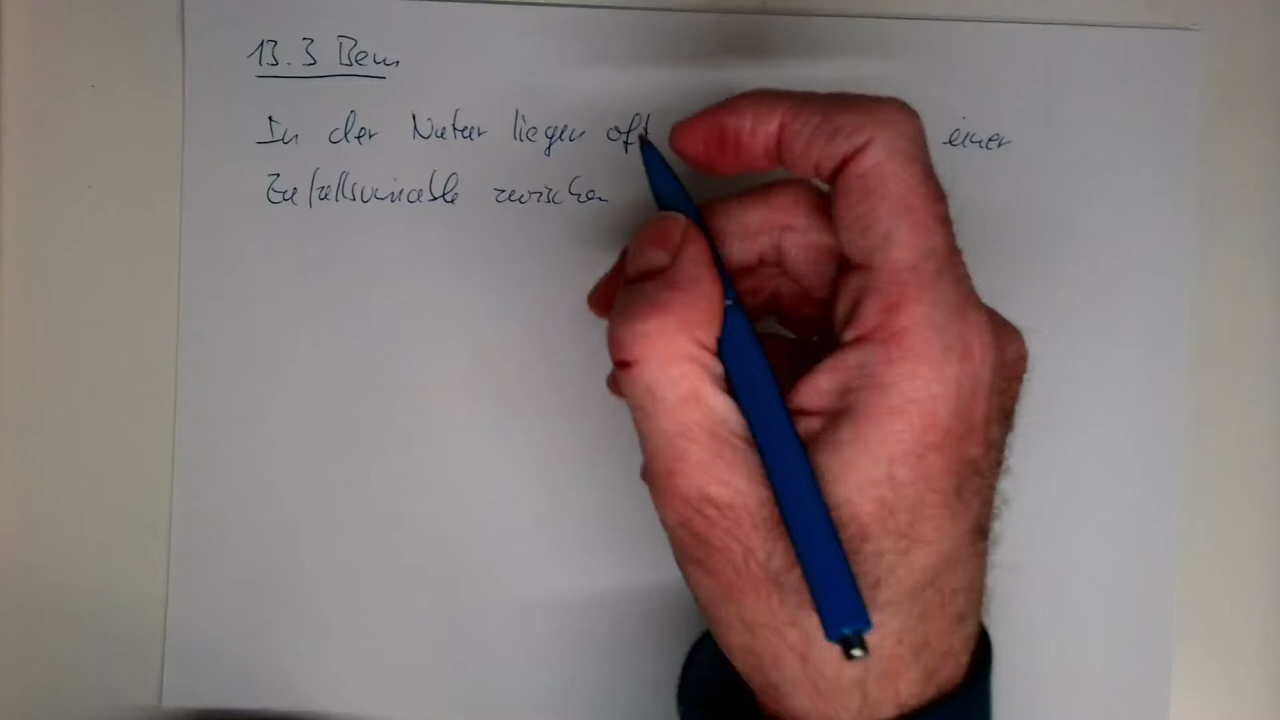 13.3 Bem
In der Natur liegen oft einer
Zufallsvariable zwischen